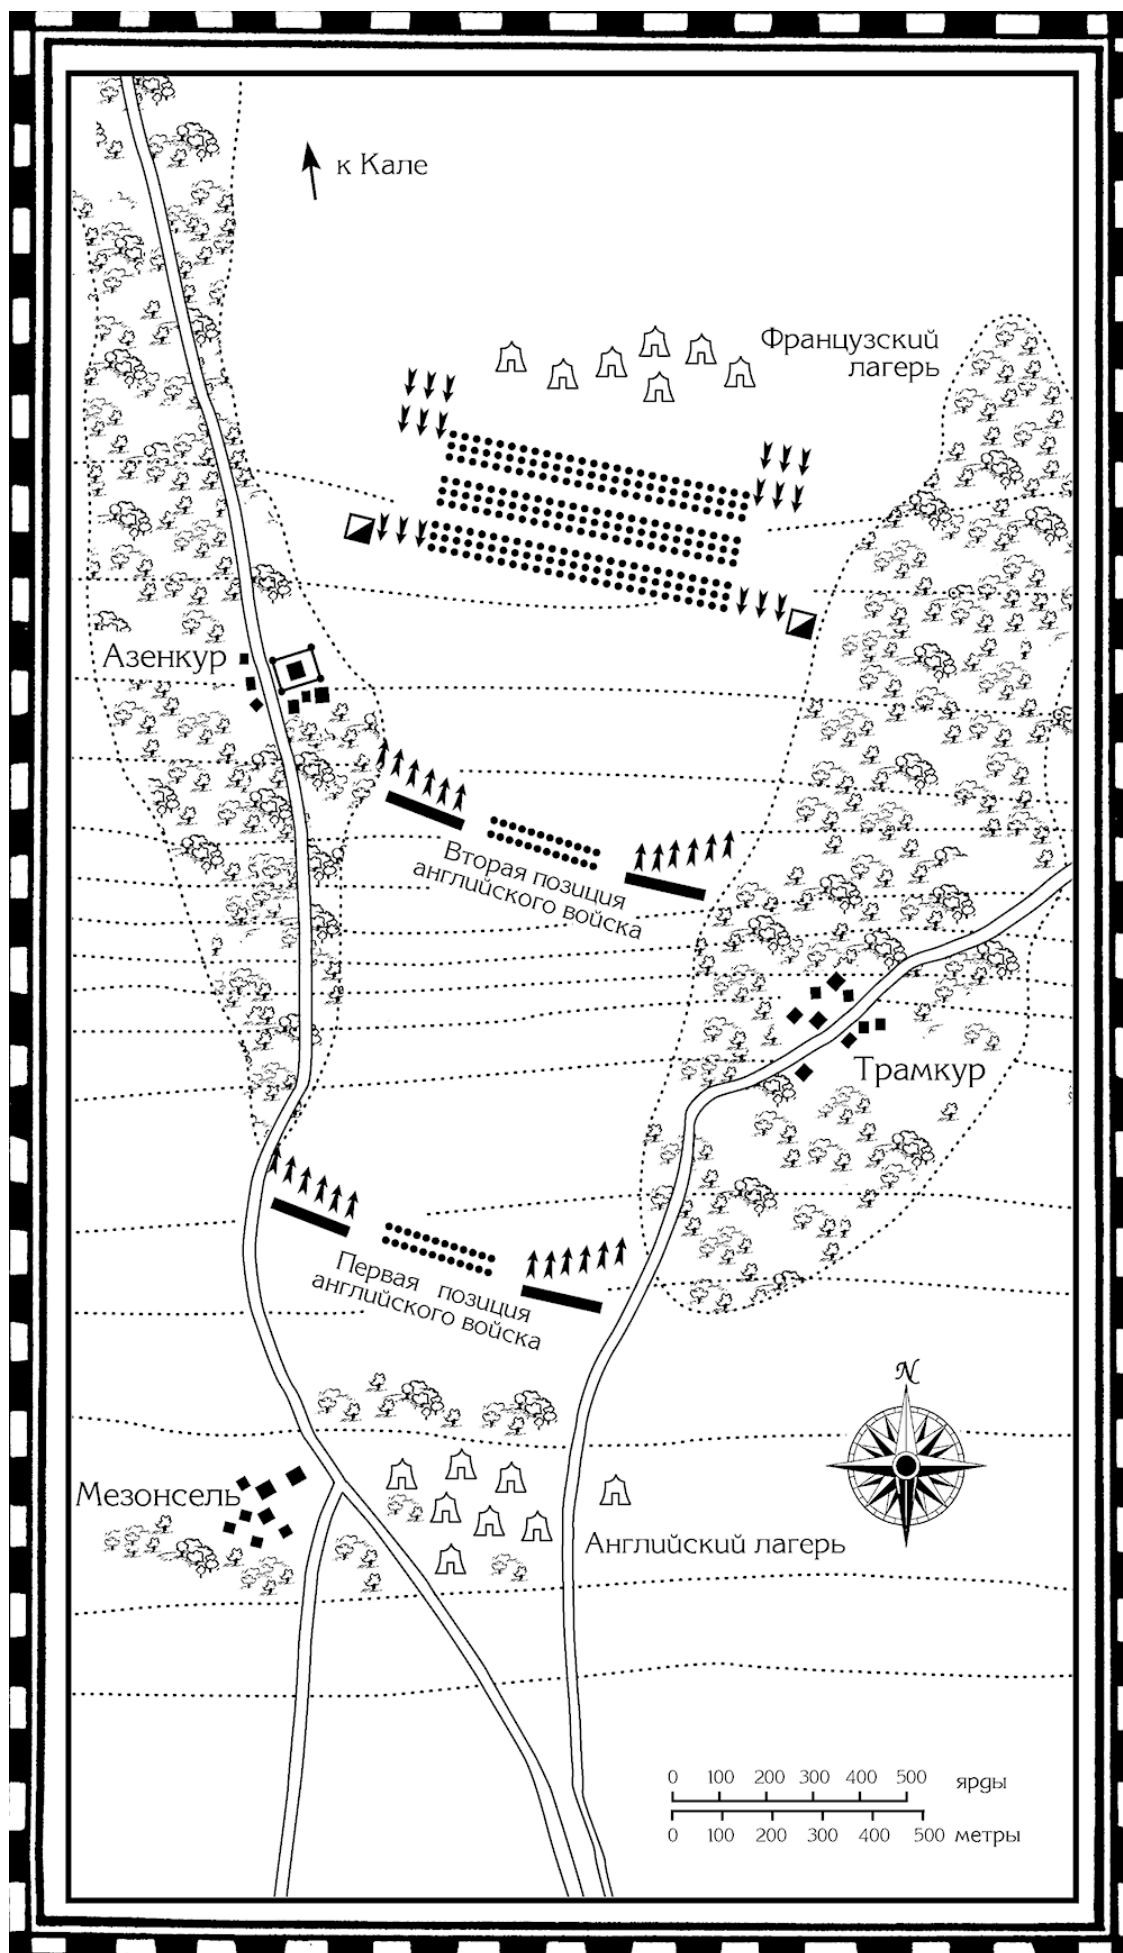 к Кале
Французский
лагерь
Азенкур
Вторая позиция
английского войска
Трамкур
Первая позиция
английского войска
N
Мезонсель
Английский лагерь
0 100 200 300 400 500 ярды
0 100 200 300 400 500 метры